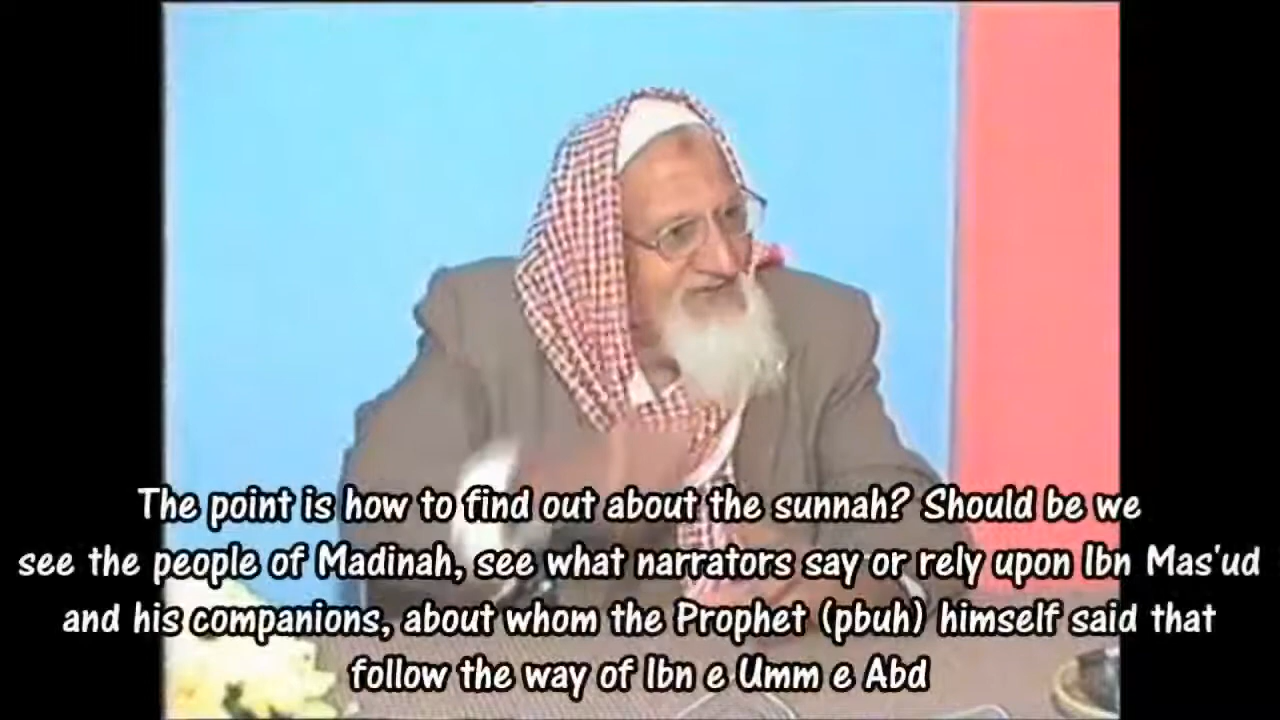 The point is how to find out about the sunnah? Should be we
see the people of Madinah, see what narrators say or rely upon Ibn Mas'ud
and his companions, about whom the Prophet (pbuh) himself said that
follow the way of Ibn e Umm e Abd